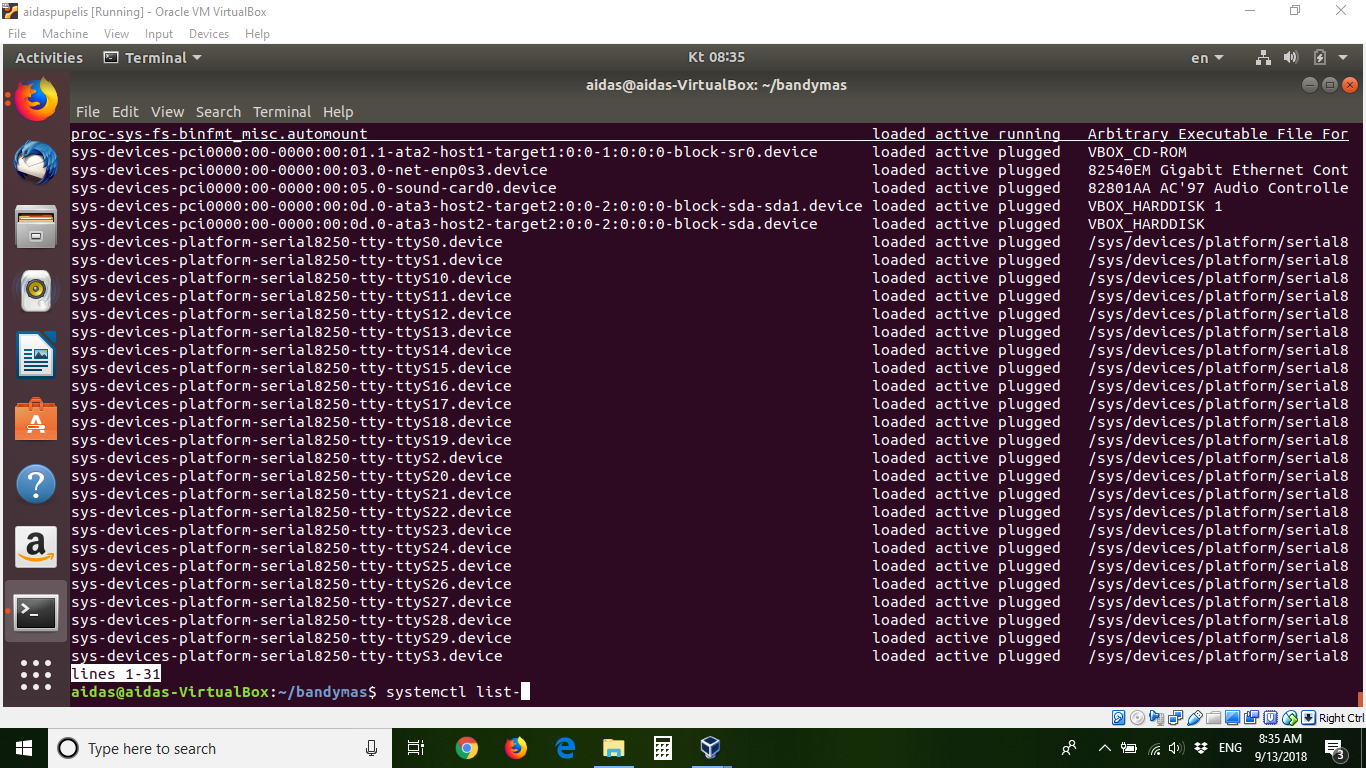 aidaspupelis [Running] - Oracle VM VirtualBox
File Machine View Input Devices Help
Activities Terminal Kt 08:35 en
aidas@aidas-VirtualBox: ~/bandymas
File Edit View Search Terminal Help
proc-sys-fs-binfmt_misc.automount loaded active running Arbitrary Executable File For
sys-devices-pci0000:00-0000:00:01.1-ata2-host1-target1:0:0-1:0:0:0-block-sr0.device loaded active plugged VBOX_CD-ROM
sys-devices-pci0000:00-0000:00:03.0-net-enp0s3.device loaded active plugged 82540EM Gigabit Ethernet Cont
sys-devices-pci0000:00-0000:00:05.0-sound-card0.device loaded active plugged 82801AA AC'97 Audio Controlle
sys-devices-pci0000:00-0000:00:0d.0-ata3-host2-target2:0:0-2:0:0:0-block-sda-sda1.device loaded active plugged VBOX_HARDDISK 1
sys-devices-pci0000:00-0000:00:0d.0-ata3-host2-target2:0:0-2:0:0:0-block-sda.device loaded active plugged VBOX_HARDDISK
sys-devices-platform-serial8250-tty-ttyS0.device loaded active plugged /sys/devices/platform/serial8
sys-devices-platform-serial8250-tty-ttyS1.device loaded active plugged /sys/devices/platform/serial8
sys-devices-platform-serial8250-tty-ttyS10.device loaded active plugged /sys/devices/platform/serial8
sys-devices-platform-serial8250-tty-ttyS11.device loaded active plugged /sys/devices/platform/serial8
sys-devices-platform-serial8250-tty-ttyS12.device loaded active plugged /sys/devices/platform/serial8
sys-devices-platform-serial8250-tty-ttyS13.device loaded active plugged /sys/devices/platform/serial8
sys-devices-platform-serial8250-tty-ttyS14.device loaded active plugged /sys/devices/platform/serial8
sys-devices-platform-serial8250-tty-ttyS15.device loaded active plugged /sys/devices/platform/serial8
sys-devices-platform-serial8250-tty-ttyS16.device loaded active plugged /sys/devices/platform/serial8
sys-devices-platform-serial8250-tty-ttyS17.device loaded active plugged /sys/devices/platform/serial8
sys-devices-platform-serial8250-tty-ttyS18.device loaded active plugged /sys/devices/platform/serial8
sys-devices-platform-serial8250-tty-ttyS19.device loaded active plugged /sys/devices/platform/serial8
sys-devices-platform-serial8250-tty-ttyS2.device loaded active plugged /sys/devices/platform/serial8
sys-devices-platform-serial8250-tty-ttyS20.device loaded active plugged /sys/devices/platform/serial8
sys-devices-platform-serial8250-tty-ttyS21.device loaded active plugged /sys/devices/platform/serial8
sys-devices-platform-serial8250-tty-ttyS22.device loaded active plugged /sys/devices/platform/serial8
sys-devices-platform-serial8250-tty-ttyS23.device loaded active plugged /sys/devices/platform/serial8
sys-devices-platform-serial8250-tty-ttyS24.device loaded active plugged /sys/devices/platform/serial8
sys-devices-platform-serial8250-tty-ttyS25.device loaded active plugged /sys/devices/platform/serial8
sys-devices-platform-serial8250-tty-ttyS26.device loaded active plugged /sys/devices/platform/serial8
sys-devices-platform-serial8250-tty-ttyS27.device loaded active plugged /sys/devices/platform/serial8
sys-devices-platform-serial8250-tty-ttyS28.device loaded active plugged /sys/devices/platform/serial8
sys-devices-platform-serial8250-tty-ttyS29.device loaded active plugged /sys/devices/platform/serial8
sys-devices-platform-serial8250-tty-ttyS3.device loaded active plugged /sys/devices/platform/serial8
lines 1-31
aidas@aidas-VirtualBox:~/bandymas$ systemctl list-
Right Ctrl
Type here to search
ENG
8:35 AM
9/13/2018
3